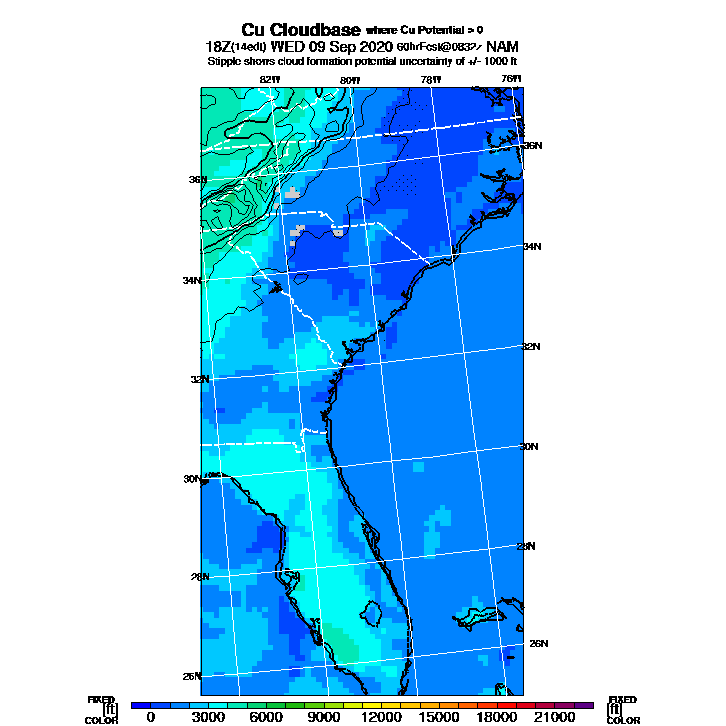 Cu Cloudbase where Cu Potential > 0
18Z(14edt) WED 09 Sep 2020 60hrFcst@0832z NAM
Stipple shows cloud formation potential uncertainty of +/- 1000 ft
82W 80W 78W 76W
36N
36N
34N
34N
32N
32N
30N
30N
28N
28N
26N
26N
FIXED FIXED
[ft] [ft]
COLOR COLOR
0 3000 6000 9000 12000 15000 18000 21000